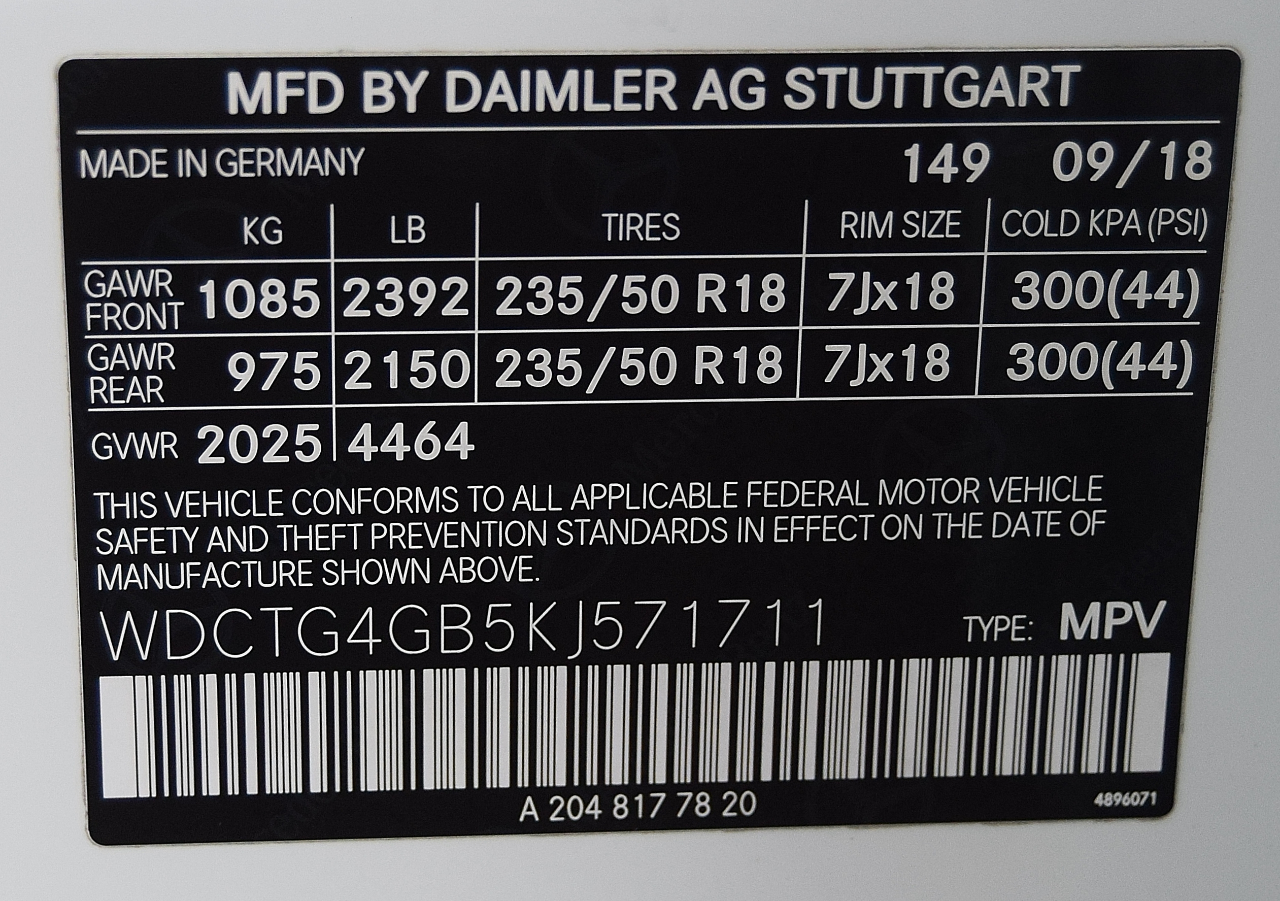 MFD BY DAIMLER AG STUTTGART
MADE IN GERMANY 149 09/18
KG LB TIRES RIM SIZE COLD KPA (PSI)
GAWR FRONT 1085 2392 235/50 R18 7Jx18 300(44)
GAWR REAR 975 2150 235/50 R18 7Jx18 300(44)
GVWR 2025 4464
THIS VEHICLE CONFORMS TO ALL APPLICABLE FEDERAL MOTOR VEHICLE
SAFETY AND THEFT PREVENTION STANDARDS IN EFFECT ON THE DATE OF
MANUFACTURE SHOWN ABOVE.
WDCTG4GB5KJ571711 TYPE: MPV
A 204 817 78 20 4896071